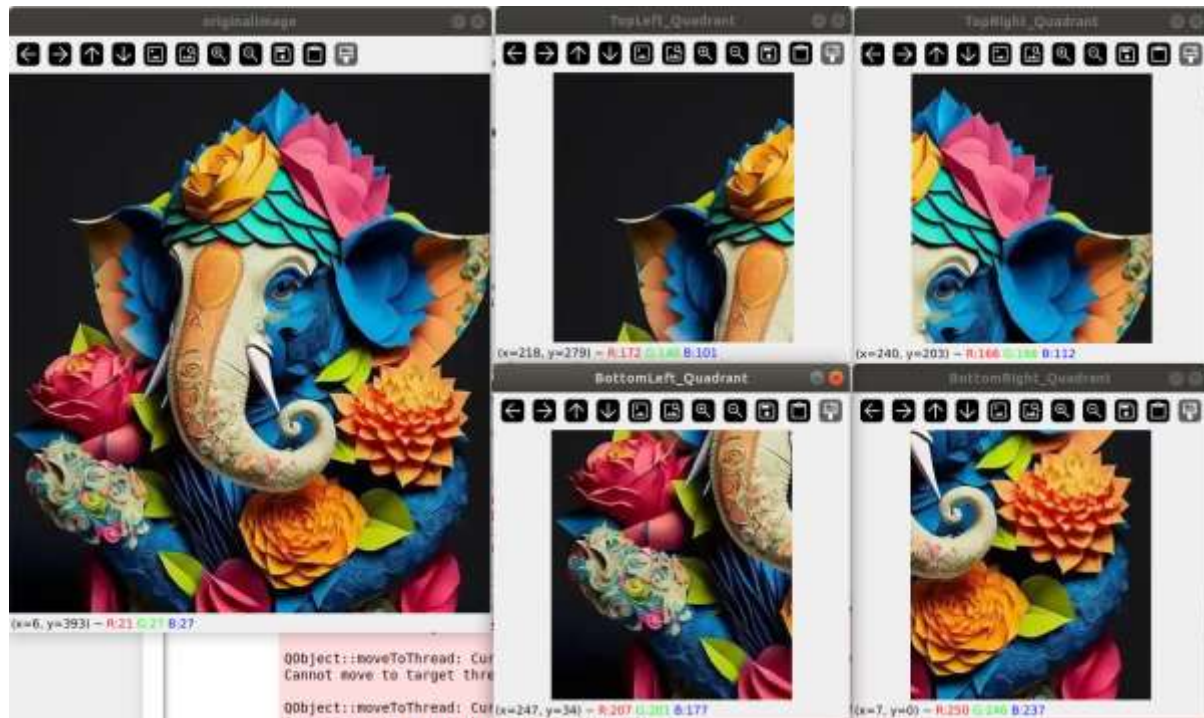 originalimage
(x=6, y=393) ~ R:21 G:27 B:27
TopLeft_Quadrant
(x=218, y=279) ~ R:172 B:101
TopRight_Quadrant
(x=240, y=203) ~ R:166 B:112
BottomLeft_Quadrant
(x=247, y=34) ~ R:207 G:201 B:177
BottomRight_Quadrant
(x=7, y=0) ~ R:250 G:246 B:237
QObject::moveToThread: Cur
Cannot move to target thre
QObject::moveToThread: Cur